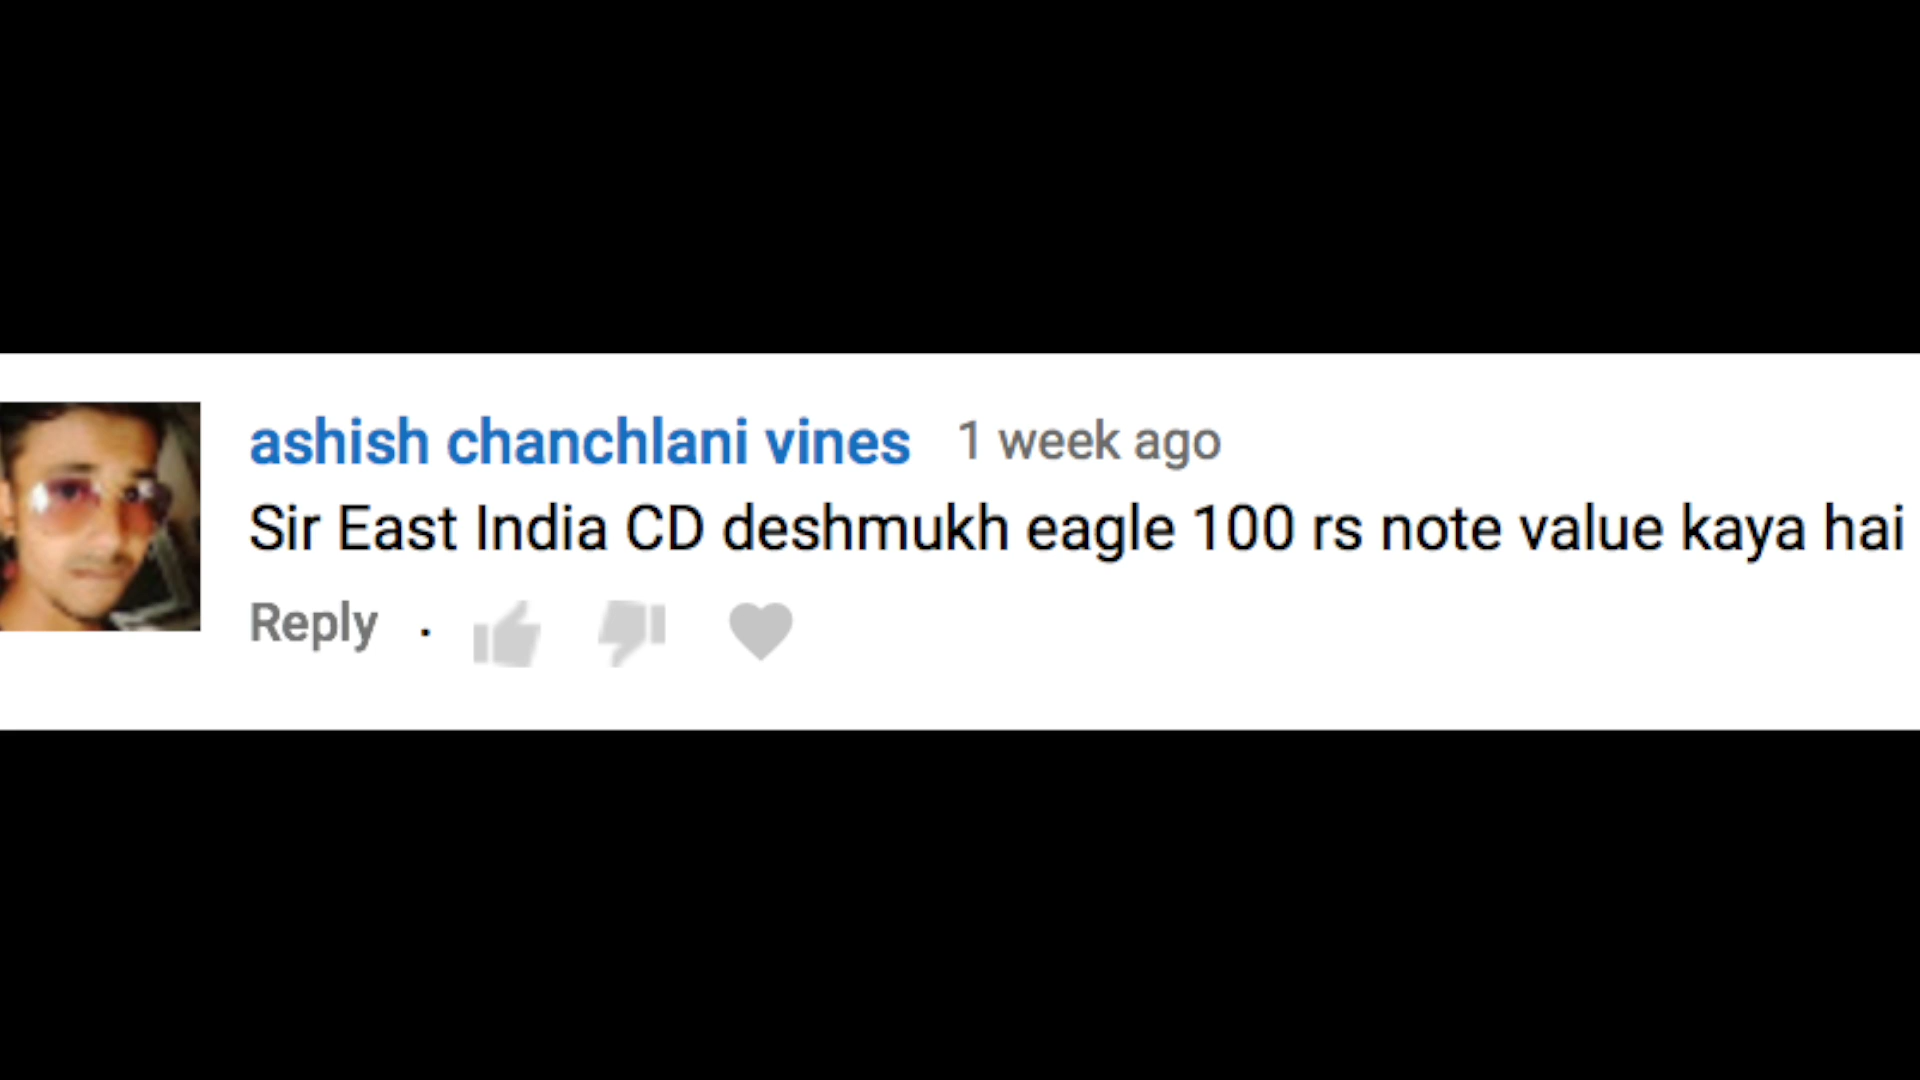 ashish chanchlani vines 1 week ago
Sir East India CD deshmukh eagle 100 rs note value kaya hai
Reply .